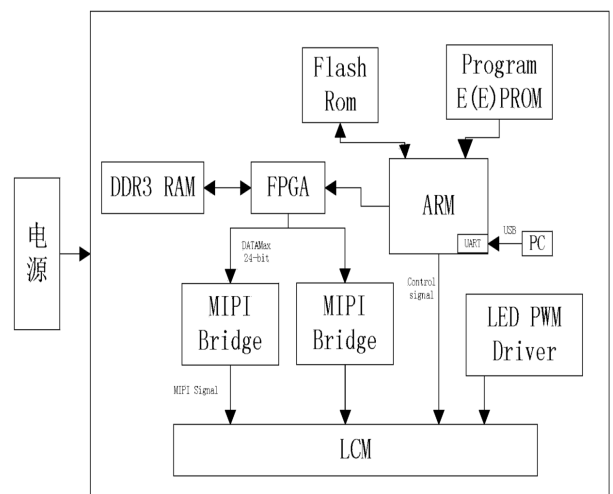 Flash
Rom
Program
E(E)PROM
DDR3 RAM
FPGA
ARM
UART
USB
PC
电
源
DATAMax
24-bit
Control
signal
MIPI
Bridge
MIPI
Bridge
LED PWM
Driver
MIPI Signal
LCM